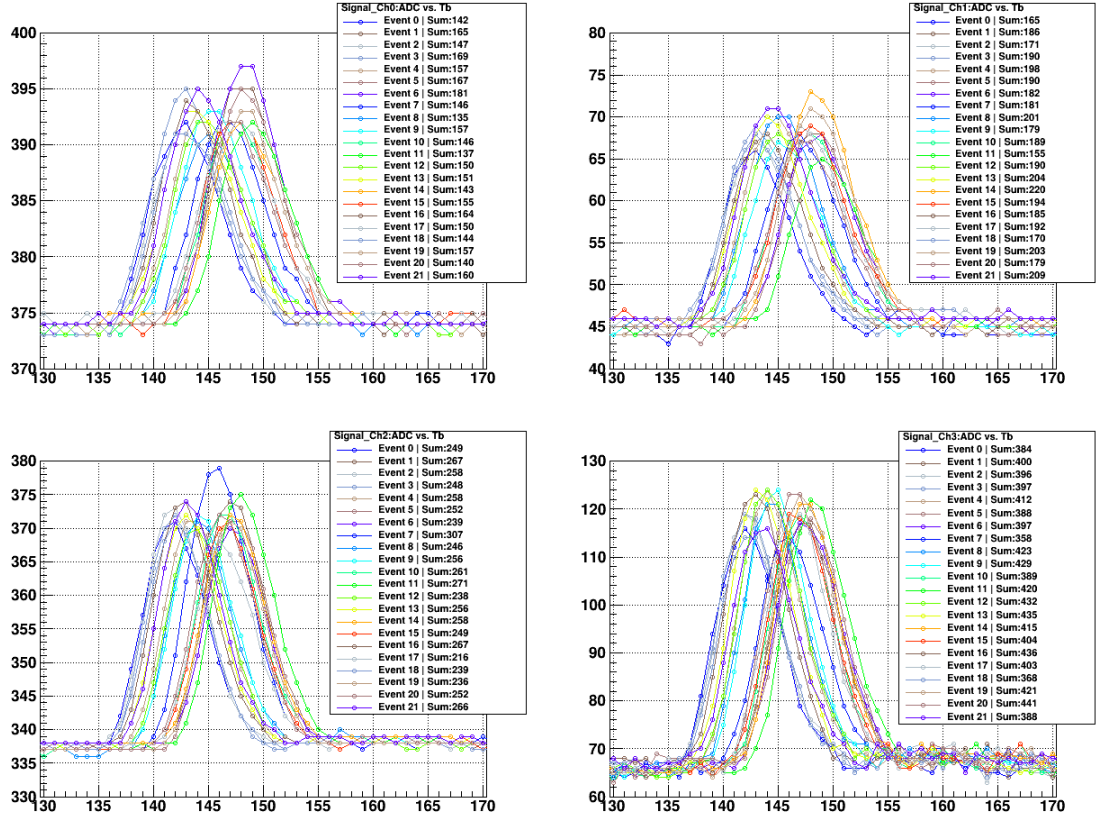 Signal_Ch0:ADC vs. Tb
Event 0 | Sum:142
Event 1 | Sum:165
Event 2 | Sum:147
Event 3 | Sum:169
Event 4 | Sum:157
Event 5 | Sum:167
Event 6 | Sum:181
Event 7 | Sum:146
Event 8 | Sum:135
Event 9 | Sum:157
Event 10 | Sum:146
Event 11 | Sum:137
Event 12 | Sum:150
Event 13 | Sum:151
Event 14 | Sum:143
Event 15 | Sum:155
Event 16 | Sum:164
Event 17 | Sum:150
Event 18 | Sum:144
Event 19 | Sum:157
Event 20 | Sum:140
Event 21 | Sum:160
400
395
390
385
380
375
370
130 135 140 145 150 155 160 165 170
Signal_Ch1:ADC vs. Tb
Event 0 | Sum:165
Event 1 | Sum:186
Event 2 | Sum:171
Event 3 | Sum:190
Event 4 | Sum:198
Event 5 | Sum:190
Event 6 | Sum:182
Event 7 | Sum:181
Event 8 | Sum:201
Event 9 | Sum:179
Event 10 | Sum:189
Event 11 | Sum:155
Event 12 | Sum:190
Event 13 | Sum:204
Event 14 | Sum:220
Event 15 | Sum:194
Event 16 | Sum:185
Event 17 | Sum:192
Event 18 | Sum:170
Event 19 | Sum:203
Event 20 | Sum:179
Event 21 | Sum:209
80
75
70
65
60
55
50
45
40
130 135 140 145 150 155 160 165 170
Signal_Ch2:ADC vs. Tb
Event 0 | Sum:249
Event 1 | Sum:267
Event 2 | Sum:258
Event 3 | Sum:248
Event 4 | Sum:258
Event 5 | Sum:252
Event 6 | Sum:239
Event 7 | Sum:307
Event 8 | Sum:246
Event 9 | Sum:256
Event 10 | Sum:261
Event 11 | Sum:271
Event 12 | Sum:238
Event 13 | Sum:256
Event 14 | Sum:258
Event 15 | Sum:249
Event 16 | Sum:267
Event 17 | Sum:216
Event 18 | Sum:239
Event 19 | Sum:236
Event 20 | Sum:252
Event 21 | Sum:266
380
375
370
365
360
355
350
345
340
335
330
130 135 140 145 150 155 160 165 170
Signal_Ch3:ADC vs. Tb
Event 0 | Sum:384
Event 1 | Sum:400
Event 2 | Sum:396
Event 3 | Sum:397
Event 4 | Sum:412
Event 5 | Sum:388
Event 6 | Sum:397
Event 7 | Sum:358
Event 8 | Sum:423
Event 9 | Sum:429
Event 10 | Sum:389
Event 11 | Sum:420
Event 12 | Sum:432
Event 13 | Sum:435
Event 14 | Sum:415
Event 15 | Sum:404
Event 16 | Sum:436
Event 17 | Sum:403
Event 18 | Sum:368
Event 19 | Sum:421
Event 20 | Sum:441
Event 21 | Sum:388
130
120
110
100
90
80
70
60
130 135 140 145 150 155 160 165 170